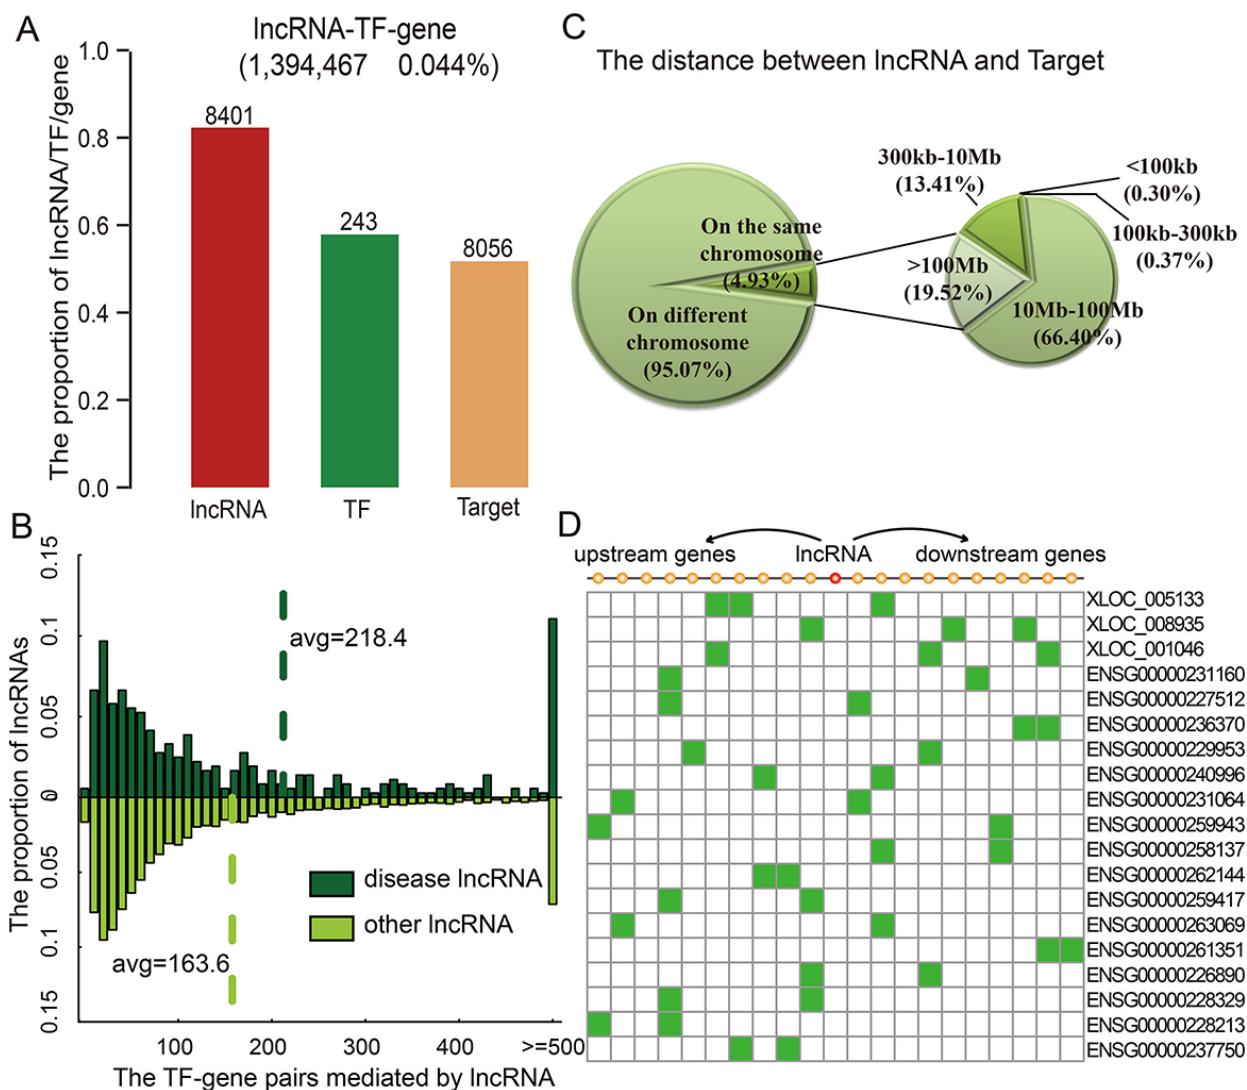 A
lncRNA-TF-gene
(1,394,467 0.044%)
The proportion of lncRNA/TF/gene
1.0
0.8
0.6
0.4
0.2
0.0
8401
243
8056
lncRNA
TF
Target
B
The proportion of lncRNAs
0.15
0.1
0.05
0
0.05
0.1
0.15
avg=218.4
avg=163.6
disease lncRNA
other lncRNA
100
200
300
400
>=500
The TF-gene pairs mediated by lncRNA
C
The distance between lncRNA and Target
On the same
chromosome
(4.93%)
On different
chromosome
(95.07%)
300kb-10Mb
(13.41%)
<100kb
(0.30%)
100kb-300kb
(0.37%)
>100Mb
(19.52%)
10Mb-100Mb
(66.40%)
D
upstream genes
lncRNA
downstream genes
XLOC_005133
XLOC_008935
XLOC_001046
ENSG00000231160
ENSG00000227512
ENSG00000236370
ENSG00000229953
ENSG00000240996
ENSG00000231064
ENSG00000259943
ENSG00000258137
ENSG00000262144
ENSG00000259417
ENSG00000263069
ENSG00000261351
ENSG00000226890
ENSG00000228329
ENSG00000228213
ENSG00000237750